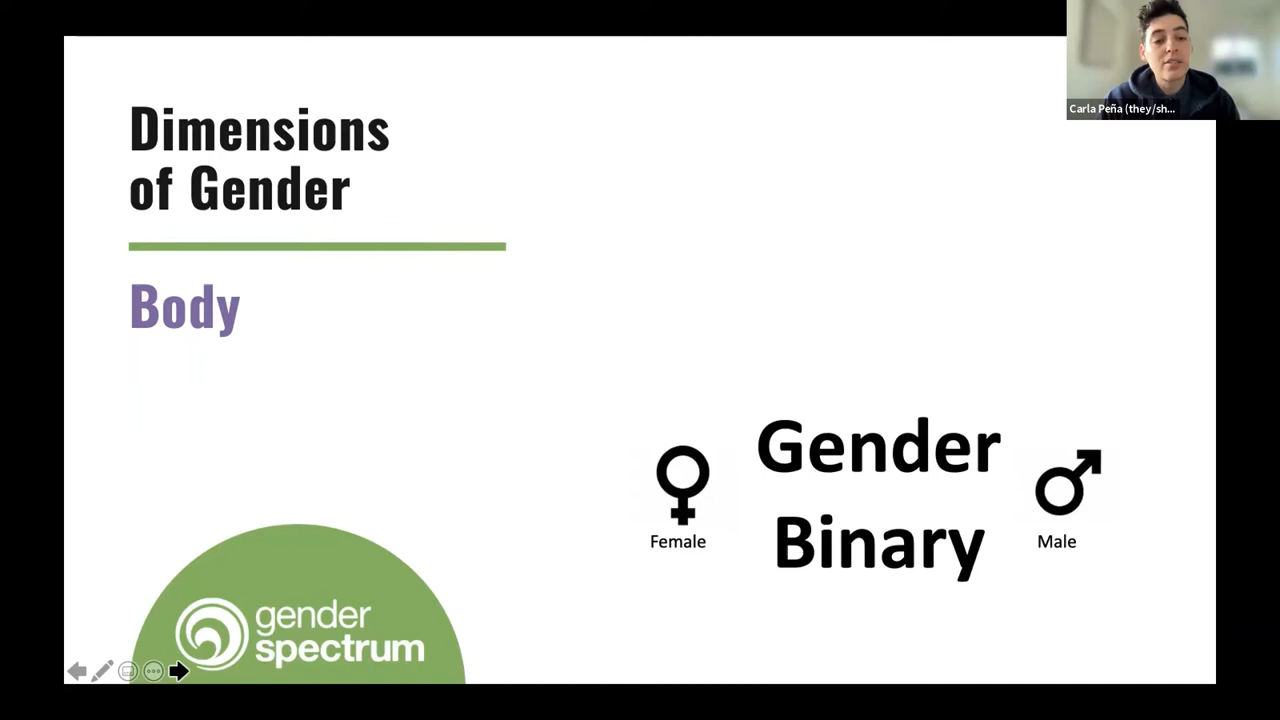 Carla Peña (they/sh...
Dimensions
of Gender
Body
Gender
Binary
Female
Male
gender
spectrum